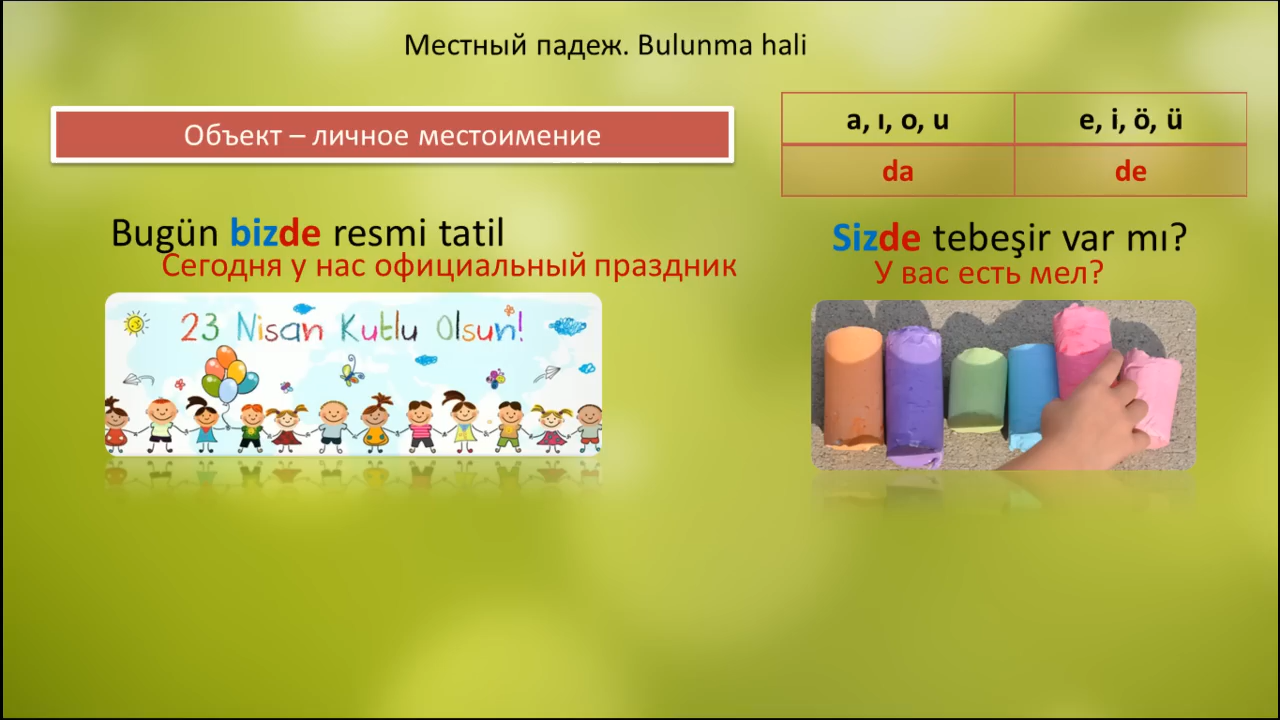 Местный падеж. Bulunma hali
Объект – личное местоимение
a, ı, o, u
e, i, ö, ü
da
de
Bugün bizde resmi tatil
Сегодня у нас официальный праздник
23 Nisan Kutlu Olsun!
Sizde tebeşir var mı?
У вас есть мел?